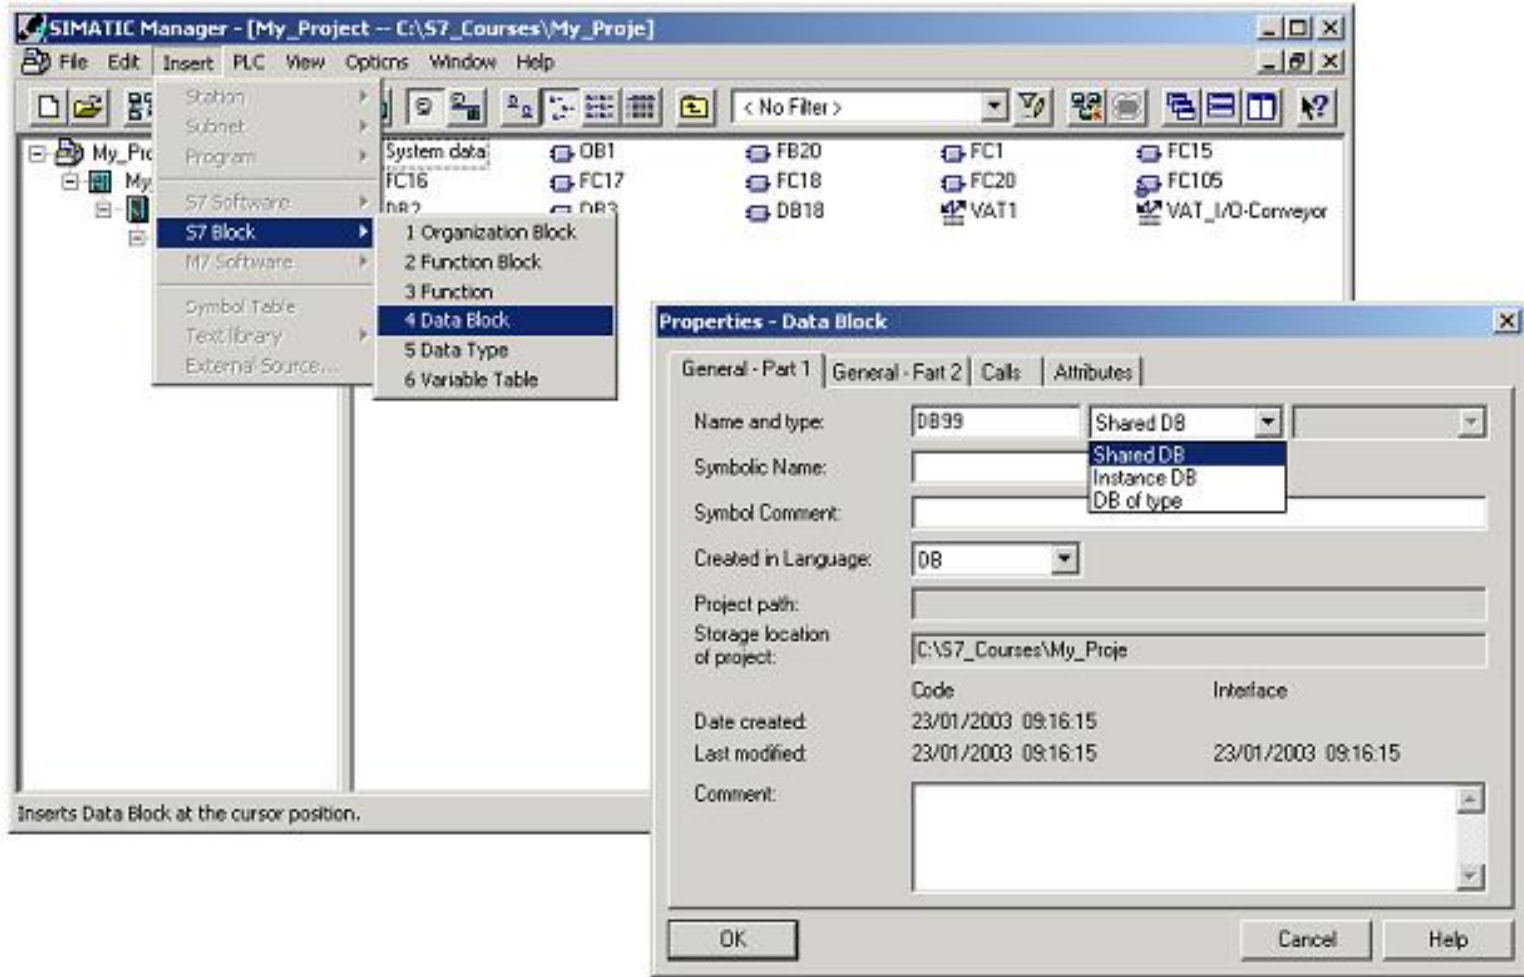 SIMATIC Manager - [My_Project -- C:\S7_Courses\My_Proje]
File Edit Insert PLC View Options Window Help
< No Filter >
Station
Subnet
Program
S7 Software
S7 Block
M7 Software
Symbol Table
Text library
External Source...
1 Organization Block
2 Function Block
3 Function
4 Data Block
5 Data Type
6 Variable Table
My_Pro
My_
System data OB1 FB20 FC1 FC15
FC16 FC17 FC18 FC20 FC105
DB2 DB3 DB18 VAT1 VAT_I/O-Conveyor
Inserts Data Block at the cursor position.
Properties - Data Block
General - Part 1 General - Part 2 Calls Attributes
Name and type: DB99 Shared DB
Shared DB
Instance DB
DB of type
Symbolic Name:
Symbol Comment:
Created in Language: DB
Project path:
Storage location
of project: C:\S7_Courses\My_Proje
Code Interface
Date created: 23/01/2003 09:16:15
Last modified: 23/01/2003 09:16:15 23/01/2003 09:16:15
Comment:
OK Cancel Help